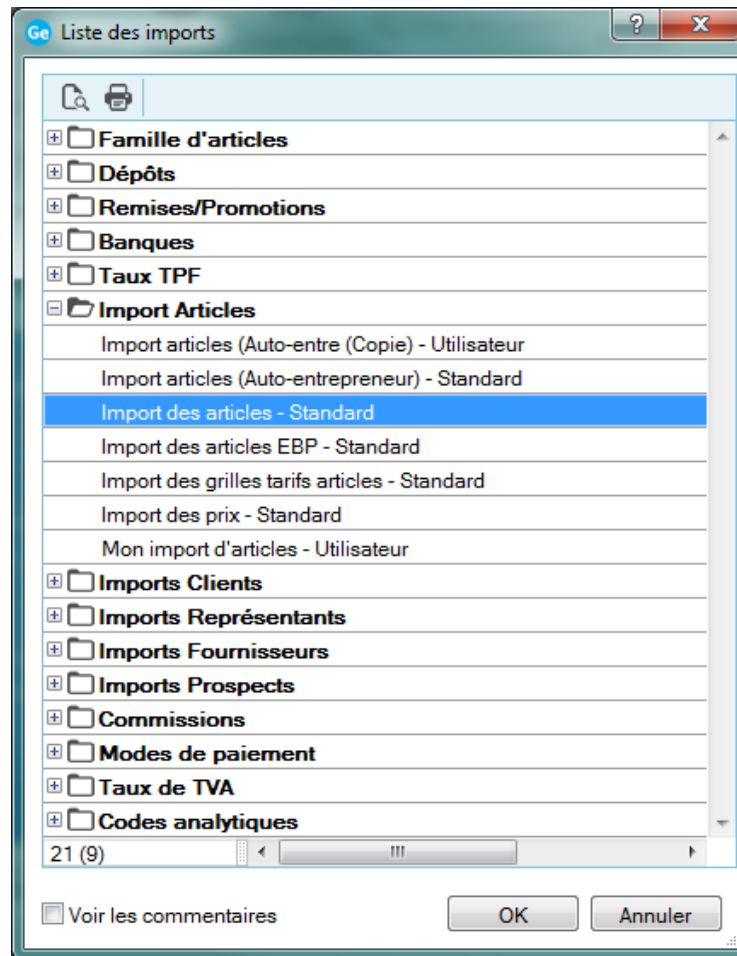 Ge Liste des imports
Famille d'articles
Dépôts
Remises/Promotions
Banques
Taux TPF
Import Articles
Import articles (Auto-entre (Copie) - Utilisateur
Import articles (Auto-entrepreneur) - Standard
Import des articles - Standard
Import des articles EBP - Standard
Import des grilles tarifs articles - Standard
Import des prix - Standard
Mon import d'articles - Utilisateur
Imports Clients
Imports Représentants
Imports Fournisseurs
Imports Prospects
Commissions
Modes de paiement
Taux de TVA
Codes analytiques
21 (9)
Voir les commentaires OK Annuler